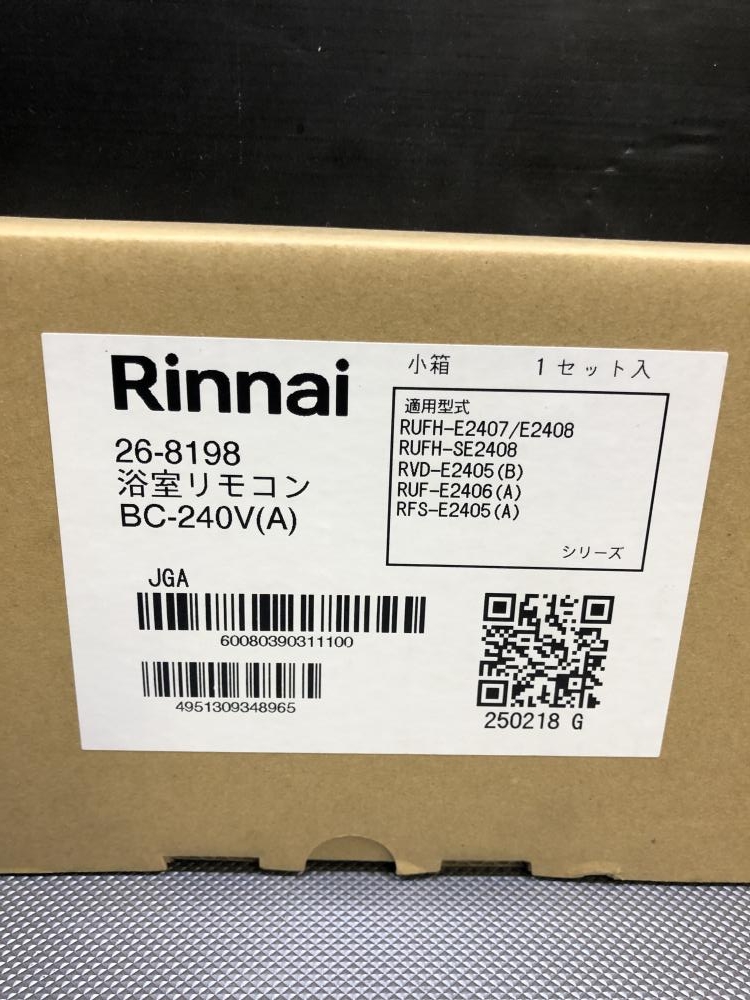 Rinnai
小箱 1セット入
26-8198
浴室リモコン
BC-240V(A)
適用型式
RUFH-E2407/E2408
RUFH-SE2408
RVD-E2405(B)
RUF-E2406(A)
RFS-E2405(A)
シリーズ
JGA
60080390311100
4951309348965
250218 G